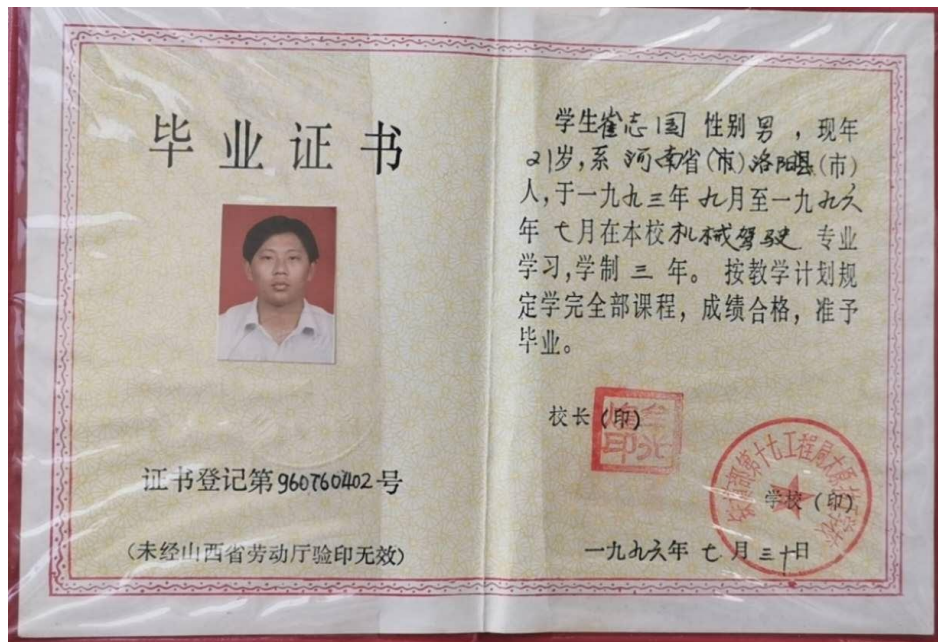 毕业证书
证书登记第960760402号
(未经山西省劳动厅验印无效)
学生崔志国 性别 男 ,现年
21岁,系 河南省(市)洛阳县(市)
人,于一九九三年 九月至一九九六
年 七月在本校机械驾驶 专业
学习,学制 三 年。 按教学计划规
定学完全部课程, 成绩合格, 准予
毕业。
校长(印)
学校(印)
一九九六年 七 月 三十日